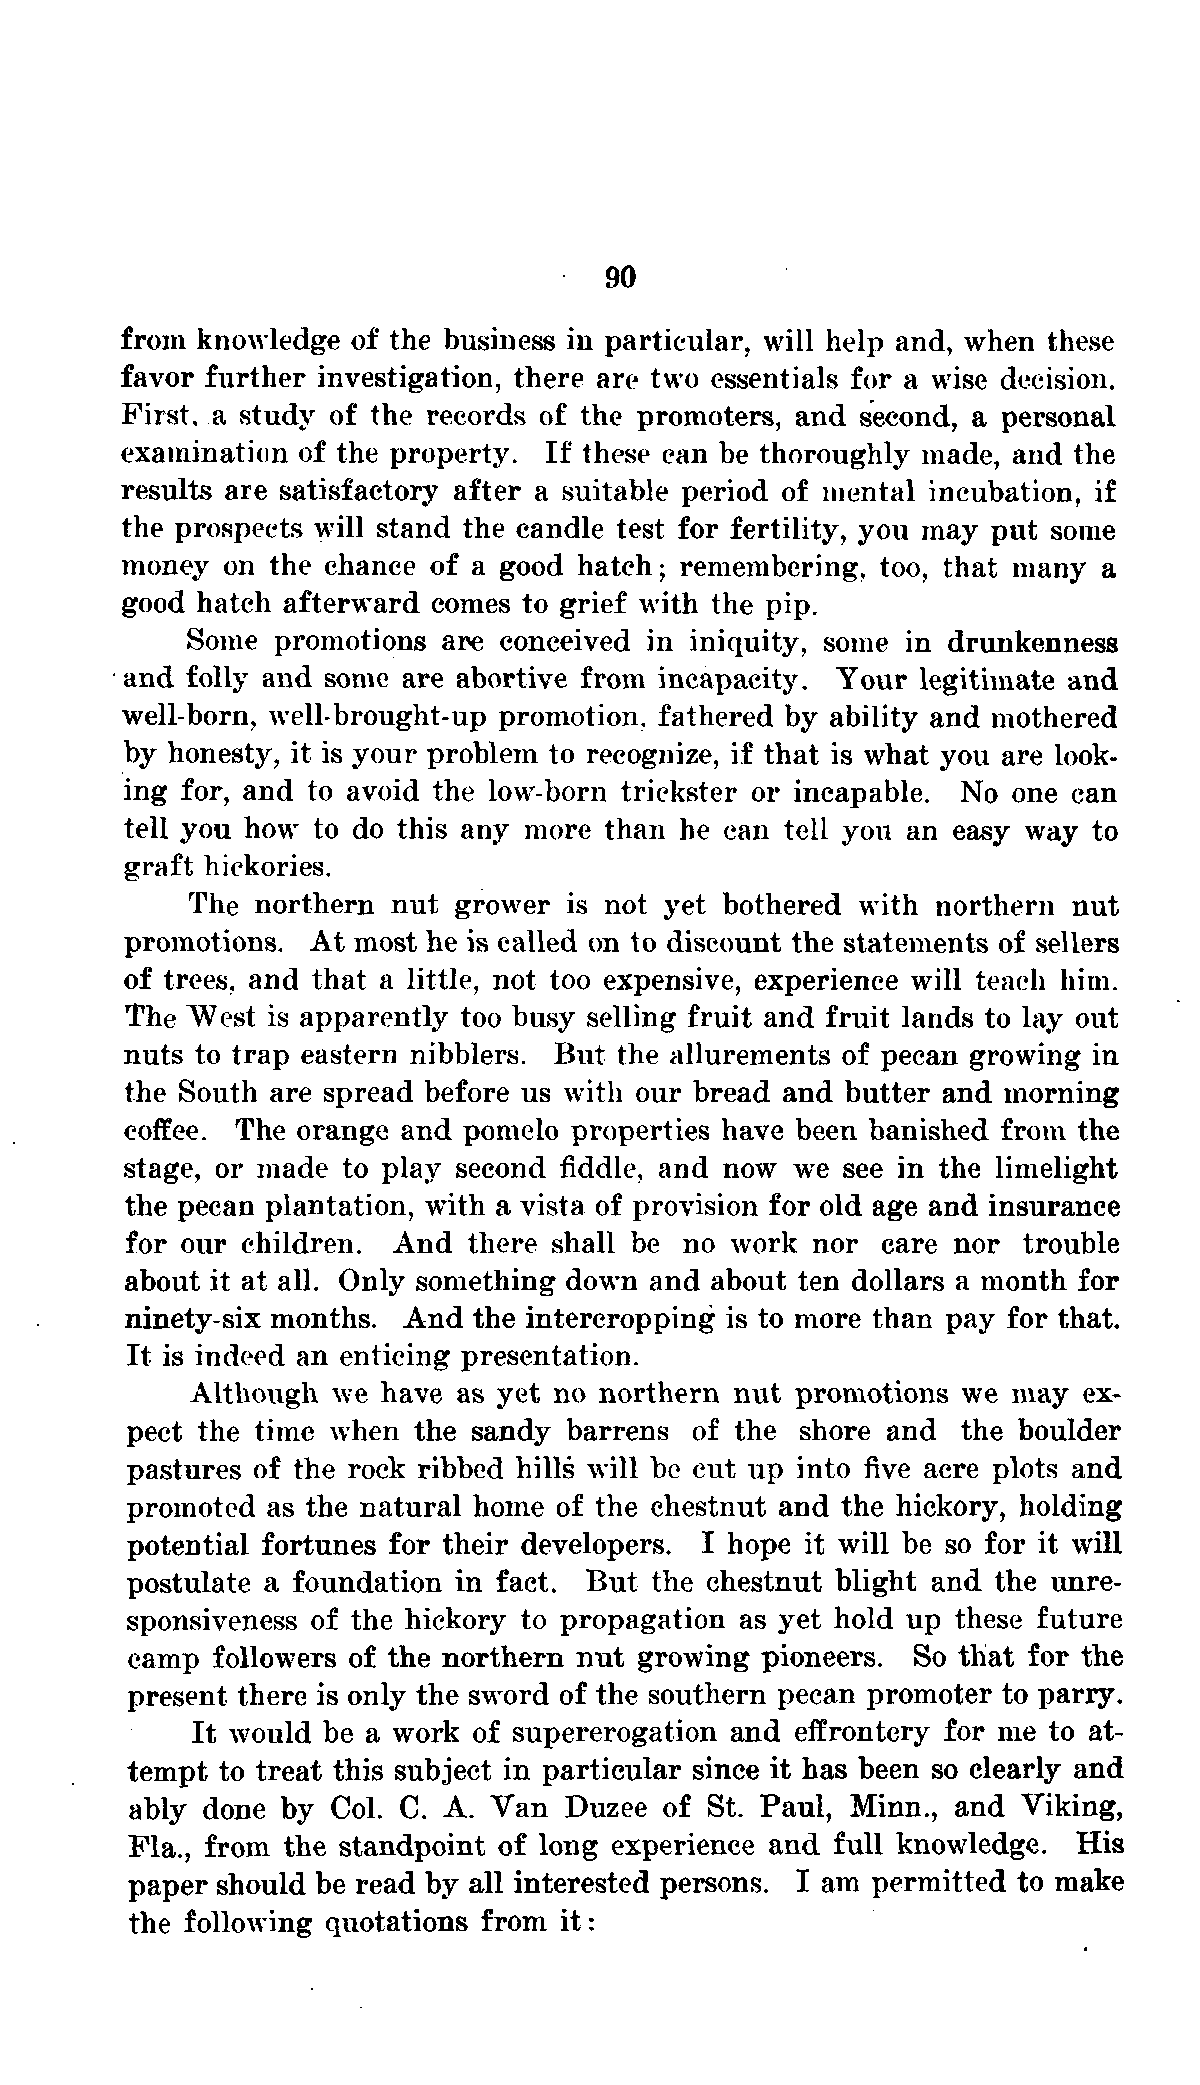 90
from knowledge of the business in particular, will help and, when these
favor further investigation, there are two essentials for a wise decision.
First, a study of the records of the promoters, and second, a personal
examination of the property. If these can be thoroughly made, and the
results are satisfactory after a suitable period of mental incubation, if
the prospects will stand the candle test for fertility, you may put some
money on the chance of a good hatch; remembering, too, that many a
good hatch afterward comes to grief with the pip.
Some promotions are conceived in iniquity, some in drunkenness
and folly and some are abortive from incapacity. Your legitimate and
well-born, well-brought-up promotion, fathered by ability and mothered
by honesty, it is your problem to recognize, if that is what you are look-
ing for, and to avoid the low-born trickster or incapable. No one can
tell you how to do this any more than he can tell you an easy way to
graft hickories.
The northern nut grower is not yet bothered with northern nut
promotions. At most he is called on to discount the statements of sellers
of trees, and that a little, not too expensive, experience will teach him.
The West is apparently too busy selling fruit and fruit lands to lay out
nuts to trap eastern nibblers. But the allurements of pecan growing in
the South are spread before us with our bread and butter and morning
coffee. The orange and pomelo properties have been banished from the
stage, or made to play second fiddle, and now we see in the limelight
the pecan plantation, with a vista of provision for old age and insurance
for our children. And there shall be no work nor care nor trouble
about it at all. Only something down and about ten dollars a month for
ninety-six months. And the intercropping is to more than pay for that.
It is indeed an enticing presentation.
Although we have as yet no northern nut promotions we may ex-
pect the time when the sandy barrens of the shore and the boulder
pastures of the rock ribbed hills will be cut up into five acre plots and
promoted as the natural home of the chestnut and the hickory, holding
potential fortunes for their developers. I hope it will be so for it will
postulate a foundation in fact. But the chestnut blight and the unre-
sponsiveness of the hickory to propagation as yet hold up these future
camp followers of the northern nut growing pioneers. So that for the
present there is only the sword of the southern pecan promoter to parry.
It would be a work of supererogation and effrontery for me to at-
tempt to treat this subject in particular since it has been so clearly and
ably done by Col. C. A. Van Duzee of St. Paul, Minn., and Viking,
Fla., from the standpoint of long experience and full knowledge. His
paper should be read by all interested persons. I am permitted to make
the following quotations from it: